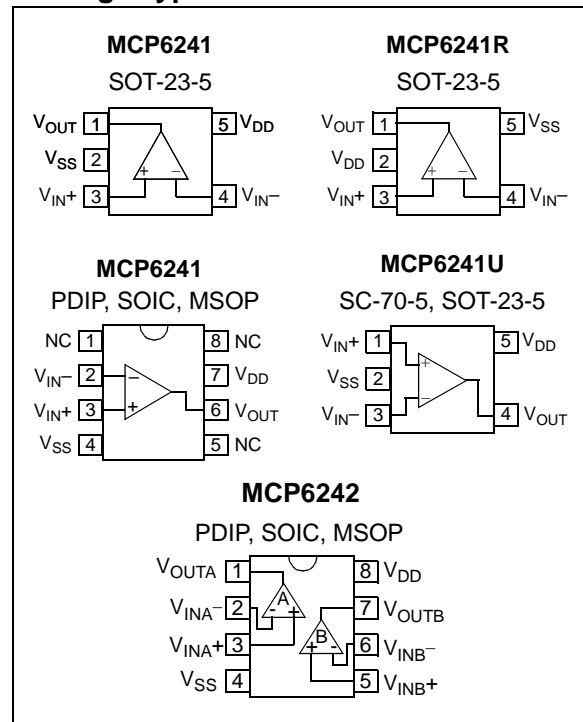 MCP6241
SOT-23-5
VOUT 1
5 VDD
VSS 2
VIN+ 3
4 VIN–
+ –
MCP6241R
SOT-23-5
VOUT 1
5 VSS
VDD 2
VIN+ 3
4 VIN–
+ –
MCP6241
PDIP, SOIC, MSOP
NC 1
8 NC
VIN– 2
7 VDD
VIN+ 3
6 VOUT
VSS 4
5 NC
–
+
MCP6241U
SC-70-5, SOT-23-5
VIN+ 1
5 VDD
VSS 2
VIN– 3
4 VOUT
+
–
MCP6242
PDIP, SOIC, MSOP
VOUTA 1
8 VDD
VINA– 2
7 VOUTB
VINA+ 3
6 VINB–
VSS 4
5 VINB+
A
- +
B
+ -